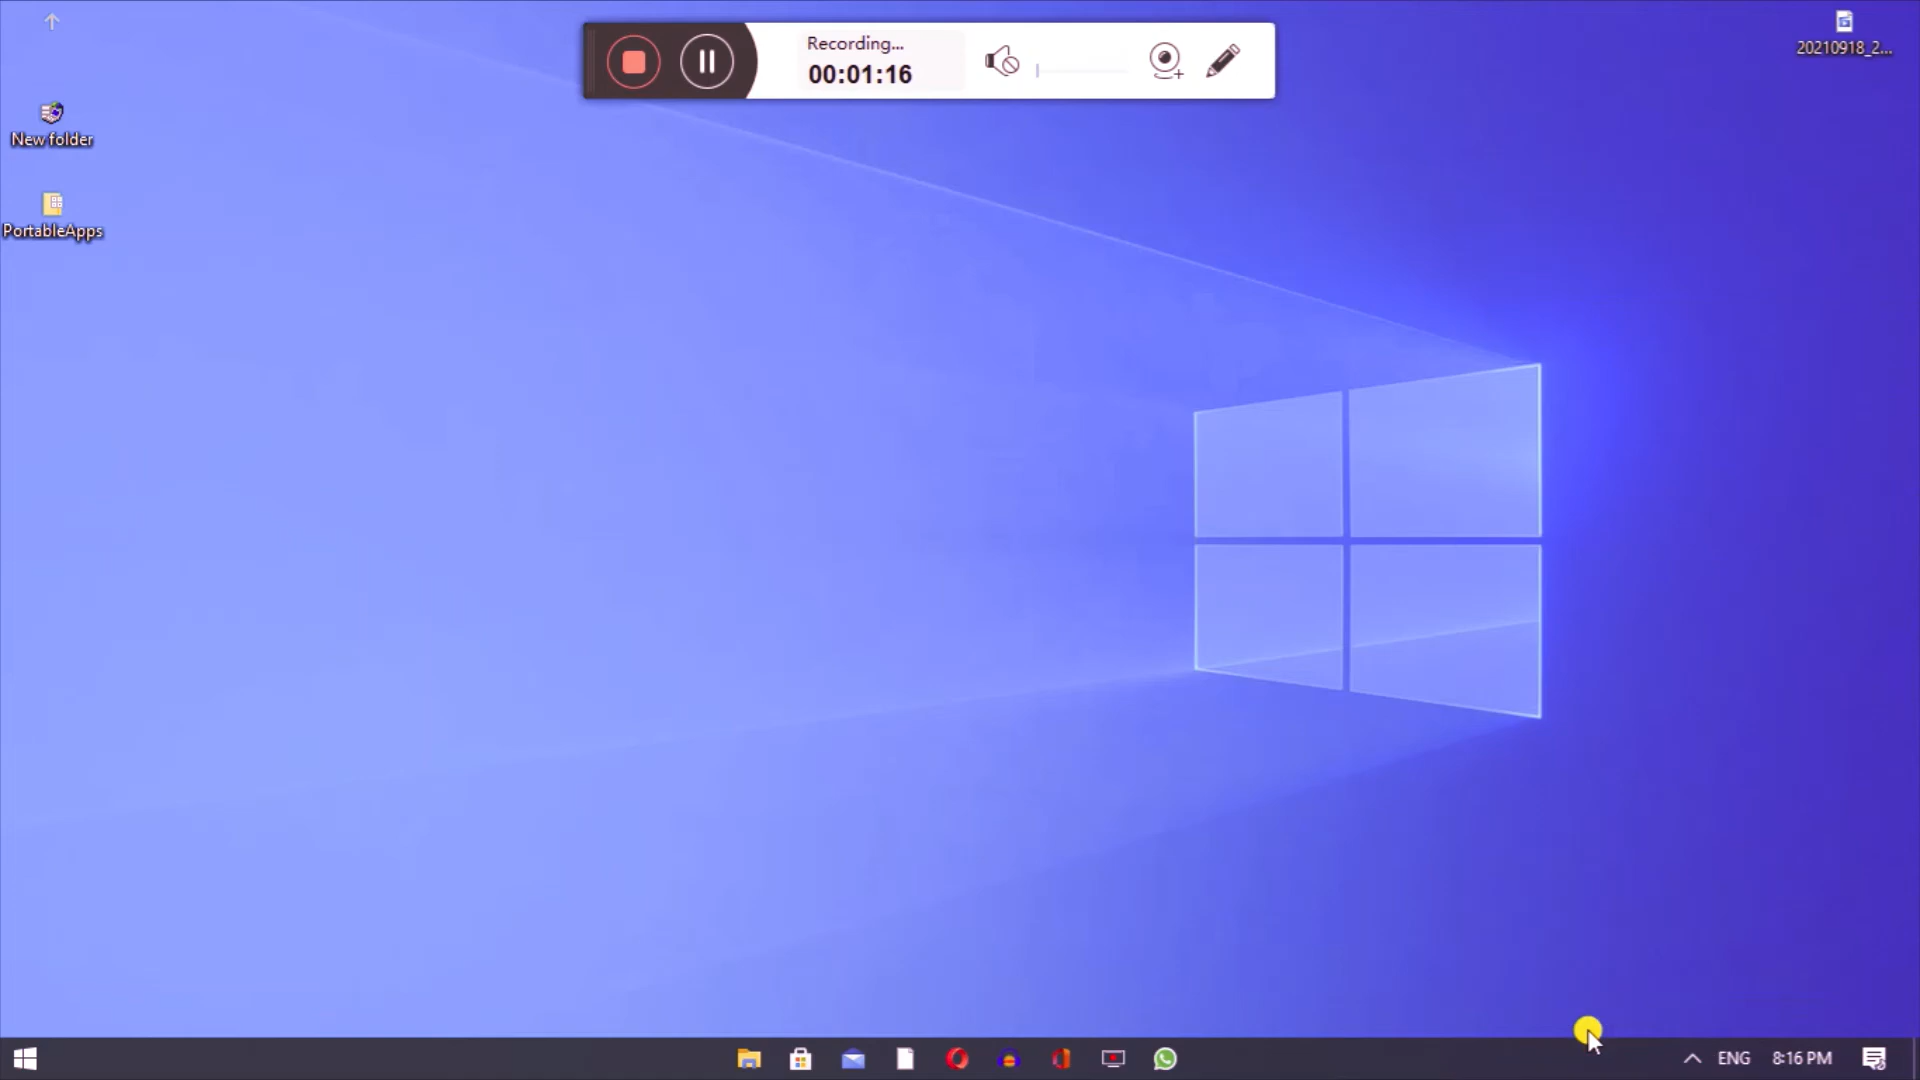 Recording...
00:01:16
20210918_2...
New folder
PortableApps
ENG
8:16 PM